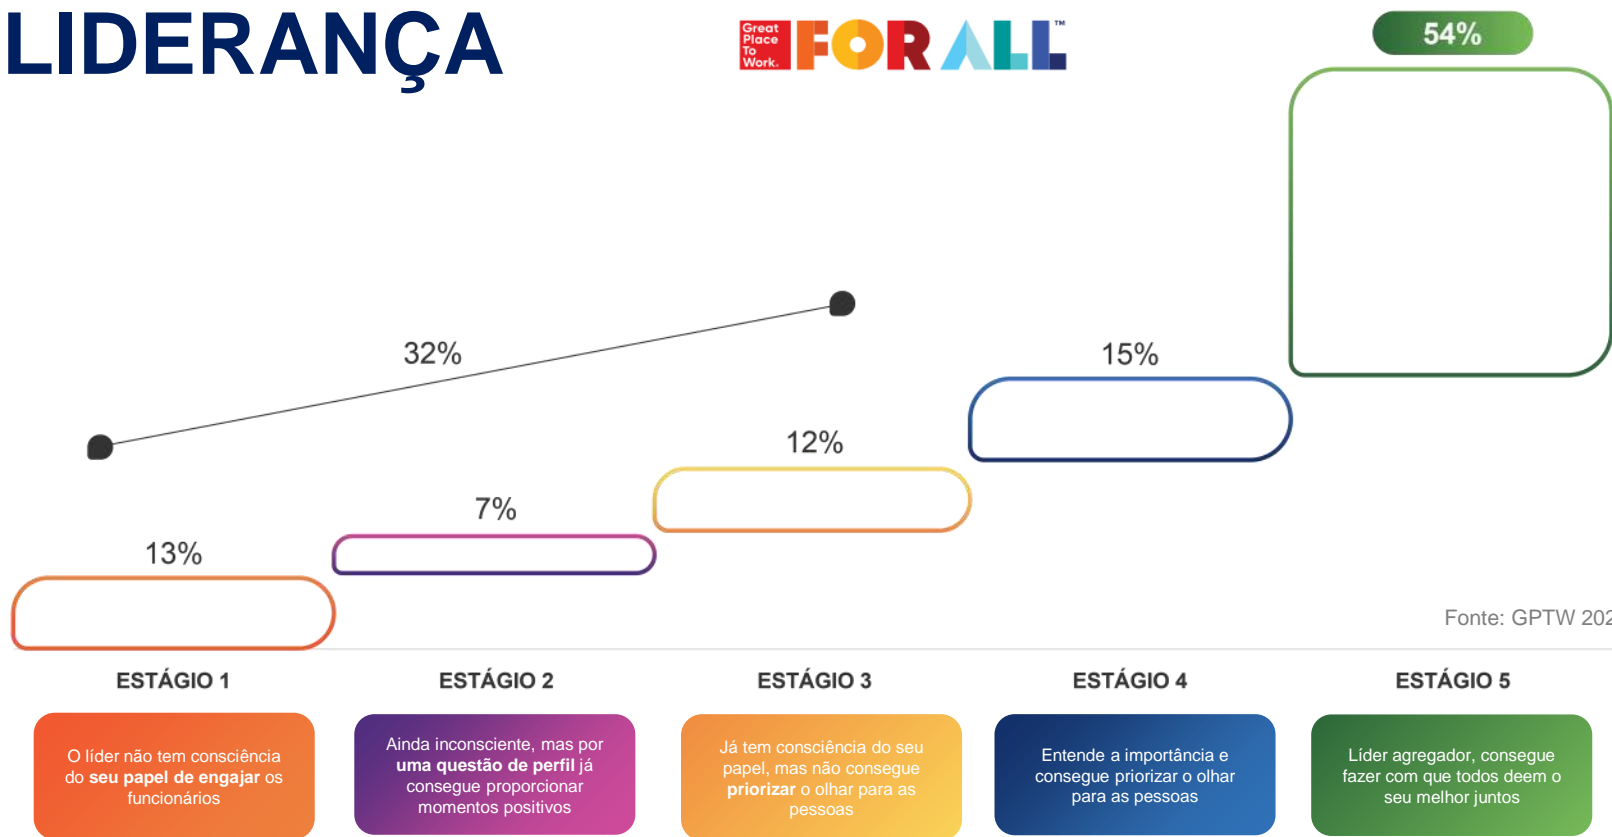 LIDERANÇA
Great
Place
To
Work.
FOR ALL™
54%
32%
15%
12%
7%
13%
Fonte: GPTW 202
ESTÁGIO 1
ESTÁGIO 2
ESTÁGIO 3
ESTÁGIO 4
ESTÁGIO 5
O líder não tem consciência
do seu papel de engajar os
funcionários
Ainda inconsciente, mas por
uma questão de perfil já
consegue proporcionar
momentos positivos
Já tem consciência do seu
papel, mas não consegue
priorizar o olhar para as
pessoas
Entende a importância e
consegue priorizar o olhar
para as pessoas
Líder agregador, consegue
fazer com que todos deem o
seu melhor juntos